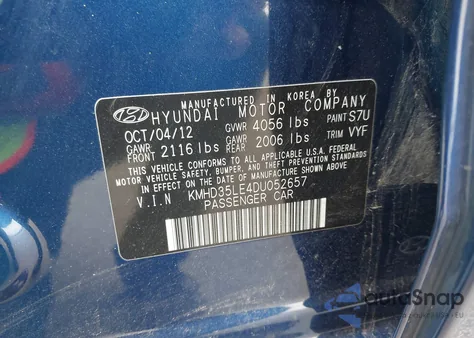 MANUFACTURED IN KOREA BY
HYUNDAI MOTOR COMPANY
OCT/04/12 GVWR 4056 lbs PAINT S7U
GAWR FRONT 2116 lbs GAWR REAR 2006 lbs TRIM VYF
THIS VEHICLE CONFORMS TO ALL APPLICABLE U.S.A. FEDERAL
MOTOR VEHICLE SAFETY, BUMPER, AND THEFT PREVENTION
STANDARDS IN EFFECT ON THE DATE OF MANUFACTURE SHOWN ABOVE.
V.I.N KMHD35LE4DU052657
PASSENGER CAR
autoSnap